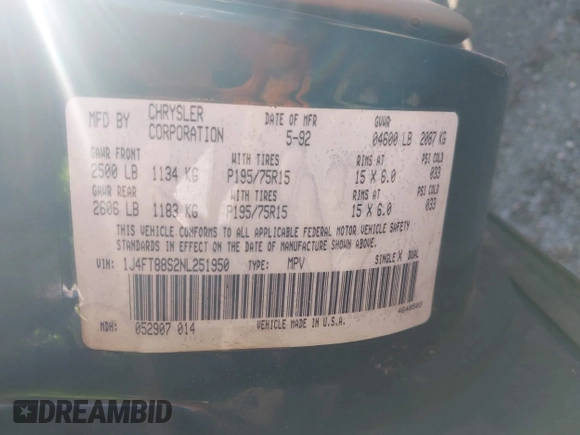 MFD BY CHRYSLER CORPORATION DATE OF MFR 5-92 GVWR 04600 LB 2087 KG
GAWR FRONT WITH TIRES RIMS AT PSI COLD
2500 LB 1134 KG P195/75R15 15 X 6.0 033
GAWR REAR WITH TIRES RIMS AT PSI COLD
2606 LB 1183 KG P195/75R15 15 X 6.0 033
THIS VEHICLE CONFORMS TO ALL APPLICABLE FEDERAL MOTOR VEHICLE SAFETY
STANDARDS IN EFFECT ON THE DATE OF MANUFACTURE SHOWN ABOVE.
VIN: 1J4FT88S2NL251950 TYPE: MPV SINGLE X DUAL
MDH: 052907 014 VEHICLE MADE IN U.S.A.
DREAMBID